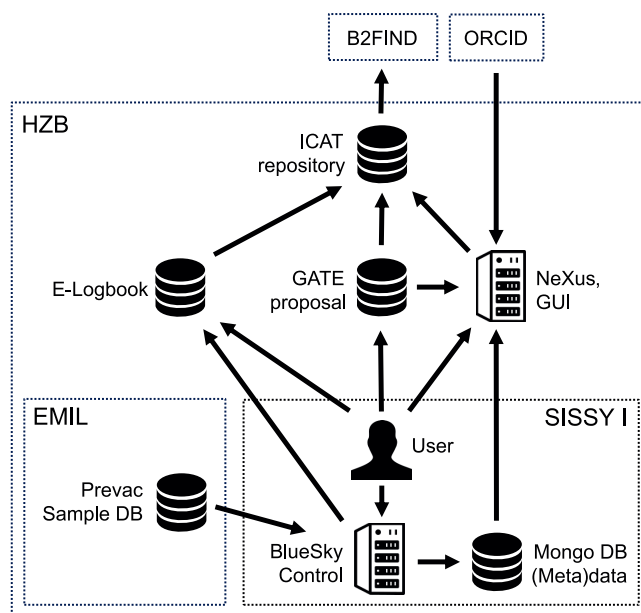 B2FIND
ORCID
HZB
ICAT
repository
E-Logbook
GATE
proposal
NeXus,
GUI
EMIL
SISSY I
User
Prevac
Sample DB
BlueSky
Control
Mongo DB
(Meta)data